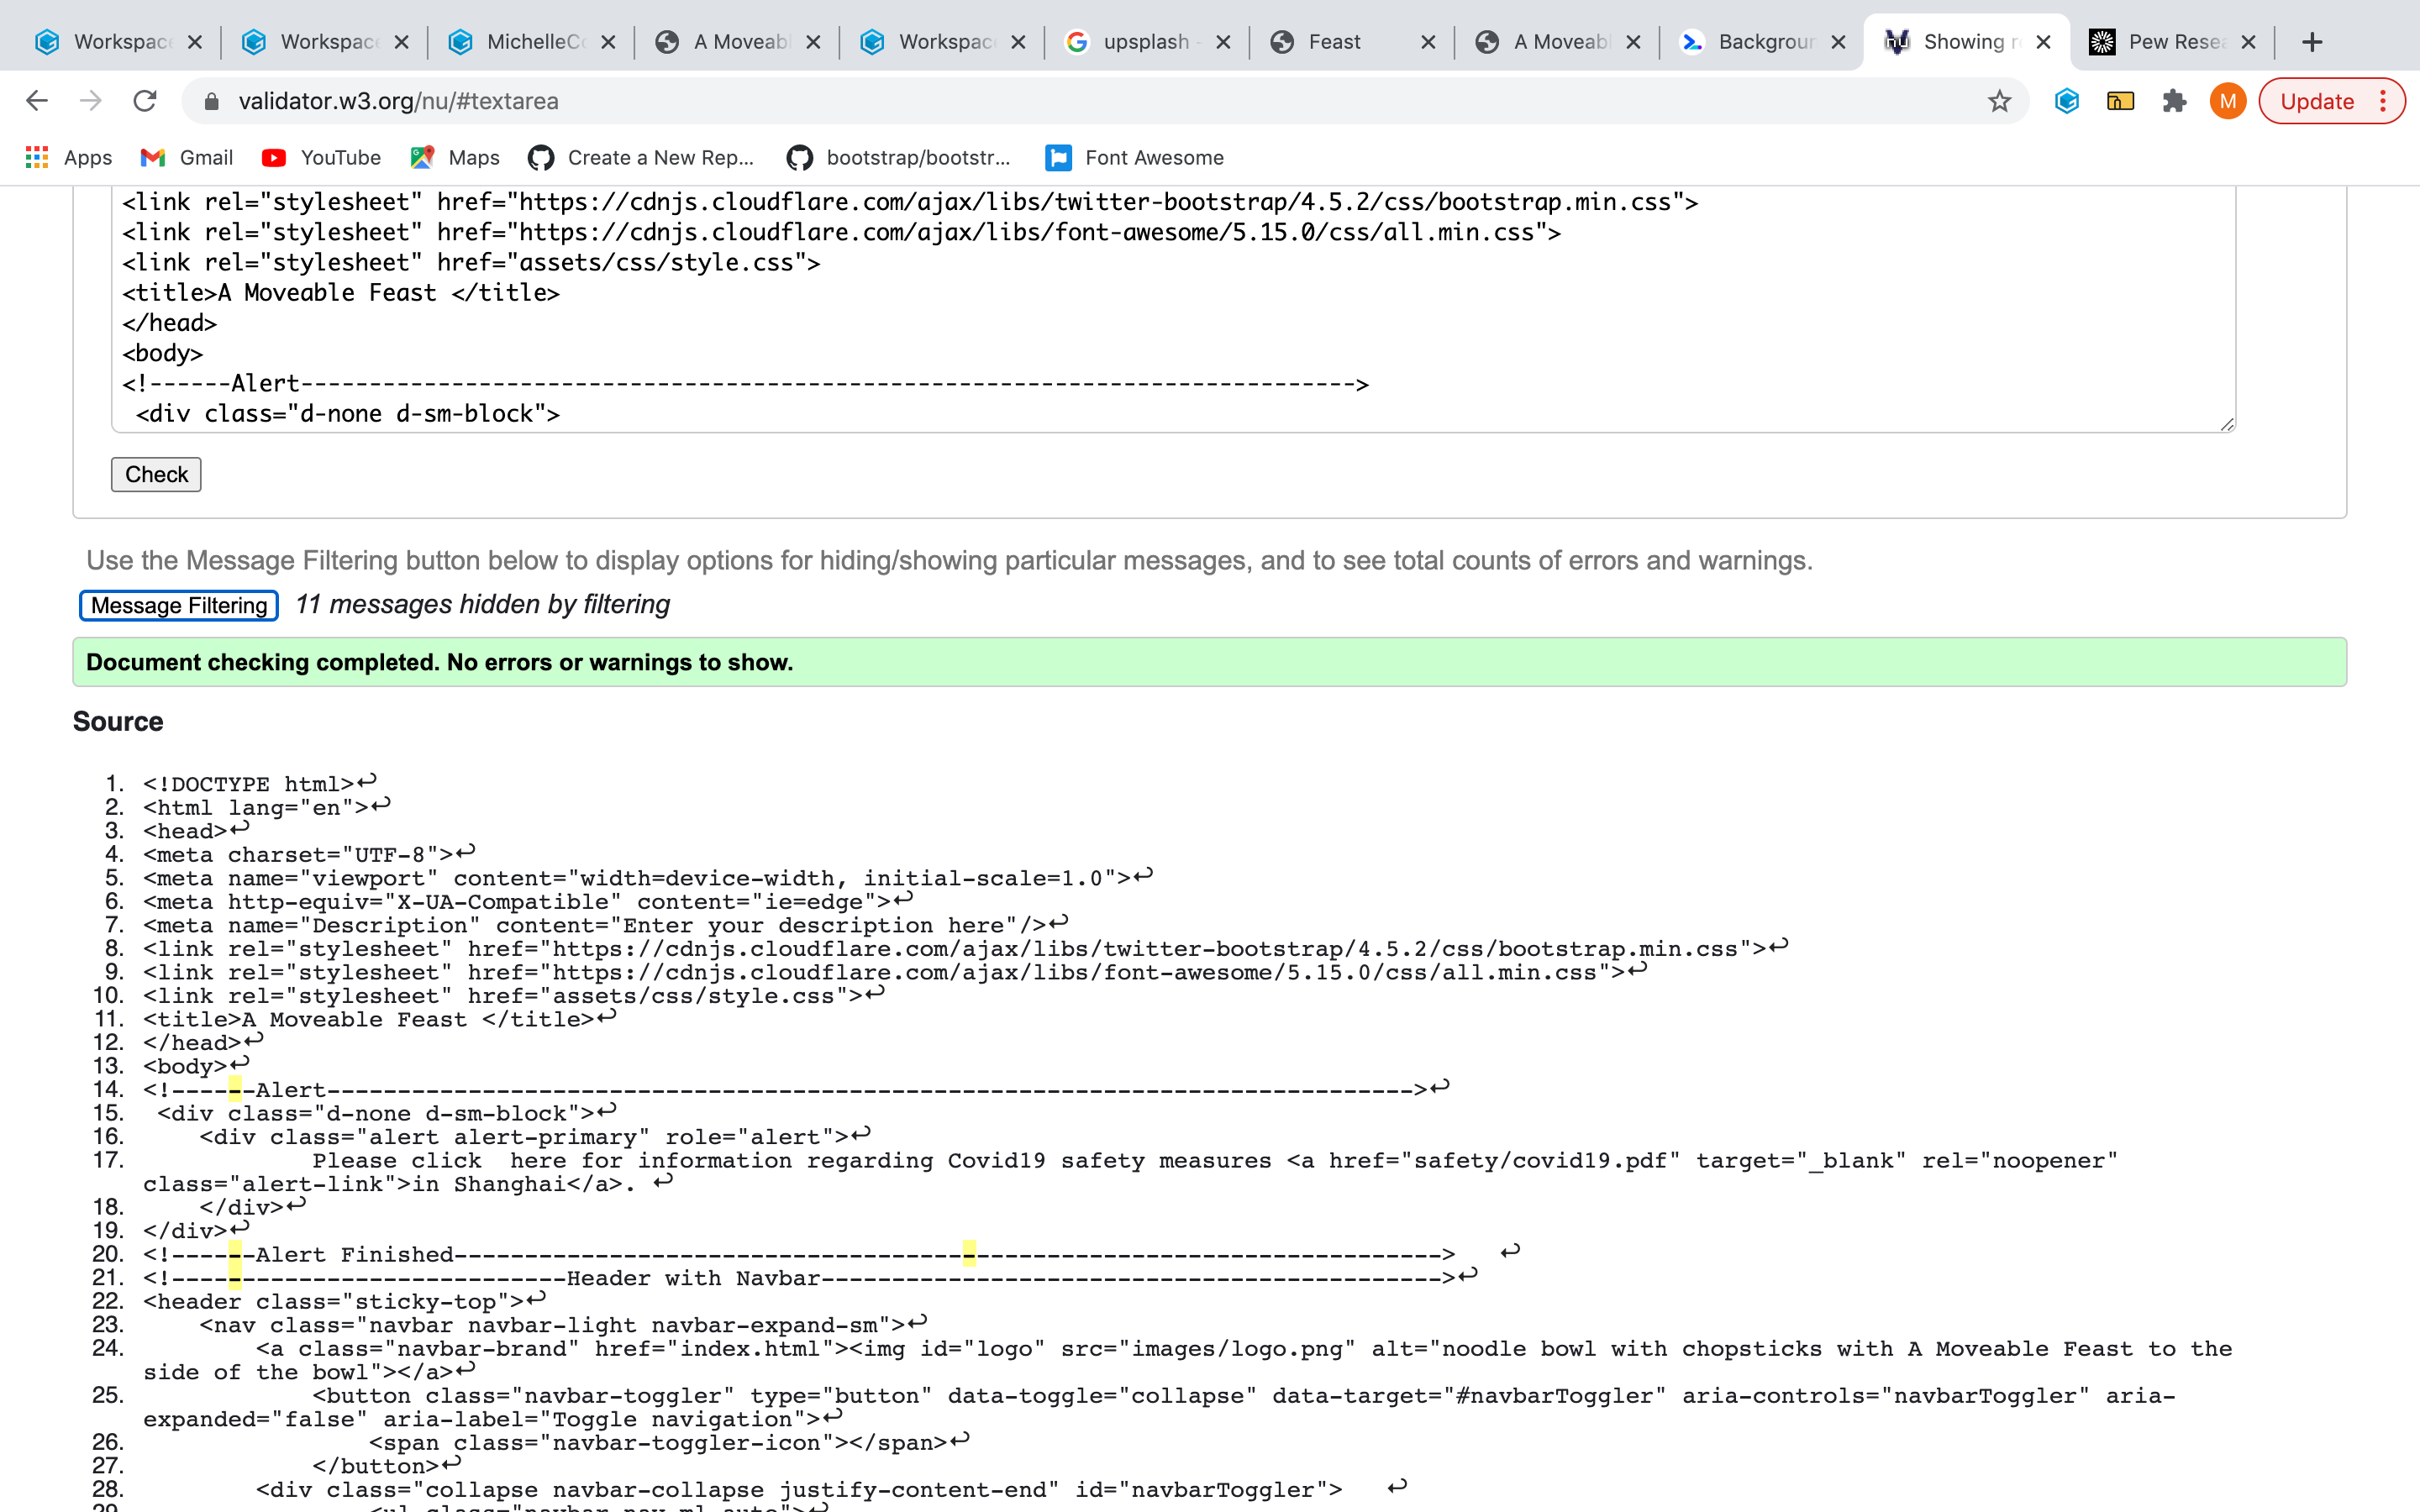 Workspac Workspac MichelleCo A Moveabl Workspac upsplash - Feast A Moveabl Backgrour Showing r Pew Resea
validator.w3.org/nu/#textarea M Update
Apps Gmail YouTube Maps Create a New Rep... bootstrap/bootstr... Font Awesome
<link rel="stylesheet" href="https://cdnjs.cloudflare.com/ajax/libs/twitter-bootstrap/4.5.2/css/bootstrap.min.css">
<link rel="stylesheet" href="https://cdnjs.cloudflare.com/ajax/libs/font-awesome/5.15.0/css/all.min.css">
<link rel="stylesheet" href="assets/css/style.css">
<title>A Moveable Feast </title>
</head>
<body>
<!------Alert----------------------------------------------------------------------------->
<div class="d-none d-sm-block">
Check
Use the Message Filtering button below to display options for hiding/showing particular messages, and to see total counts of errors and warnings.
Message Filtering 11 messages hidden by filtering
Document checking completed. No errors or warnings to show.
Source
1. <!DOCTYPE html>↩
2. <html lang="en">↩
3. <head>↩
4. <meta charset="UTF-8">↩
5. <meta name="viewport" content="width=device-width, initial-scale=1.0">↩
6. <meta http-equiv="X-UA-Compatible" content="ie=edge">↩
7. <meta name="Description" content="Enter your description here"/>↩
8. <link rel="stylesheet" href="https://cdnjs.cloudflare.com/ajax/libs/twitter-bootstrap/4.5.2/css/bootstrap.min.css">↩
9. <link rel="stylesheet" href="https://cdnjs.cloudflare.com/ajax/libs/font-awesome/5.15.0/css/all.min.css">↩
10. <link rel="stylesheet" href="assets/css/style.css">↩
11. <title>A Moveable Feast </title>↩
12. </head>↩
13. <body>↩
14. <!------Alert----------------------------------------------------------------------------->↩
15. <div class="d-none d-sm-block">↩
16. <div class="alert alert-primary" role="alert">↩
17. Please click  here for information regarding Covid19 safety measures <a href="safety/covid19.pdf" target="_blank" rel="noopener"
class="alert-link">in Shanghai</a>. ↩
18. </div>↩
19. </div>↩
20. <!------Alert Finished---------------------------------------------------------------------->   ↩
21. <!----------------------------Header with Navbar-------------------------------------------->↩
22. <header class="sticky-top">↩
23. <nav class="navbar navbar-light navbar-expand-sm">↩
24. <a class="navbar-brand" href="index.html"><img id="logo" src="images/logo.png" alt="noodle bowl with chopsticks with A Moveable Feast to the
side of the bowl"></a>↩
25. <button class="navbar-toggler" type="button" data-toggle="collapse" data-target="#navbarToggler" aria-controls="navbarToggler" aria-
expanded="false" aria-label="Toggle navigation">↩
26. <span class="navbar-toggler-icon"></span>↩
27. </button>↩
28. <div class="collapse navbar-collapse justify-content-end" id="navbarToggler">   ↩
29. <ul class="navbar-nav ml-auto">↩